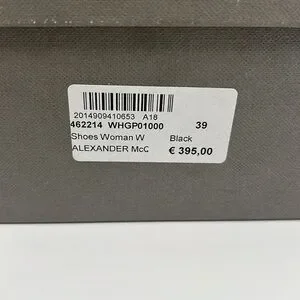 2014909410653 A18
462214 WHGP01000 39
Shoes Woman W Black
ALEXANDER McC € 395,00